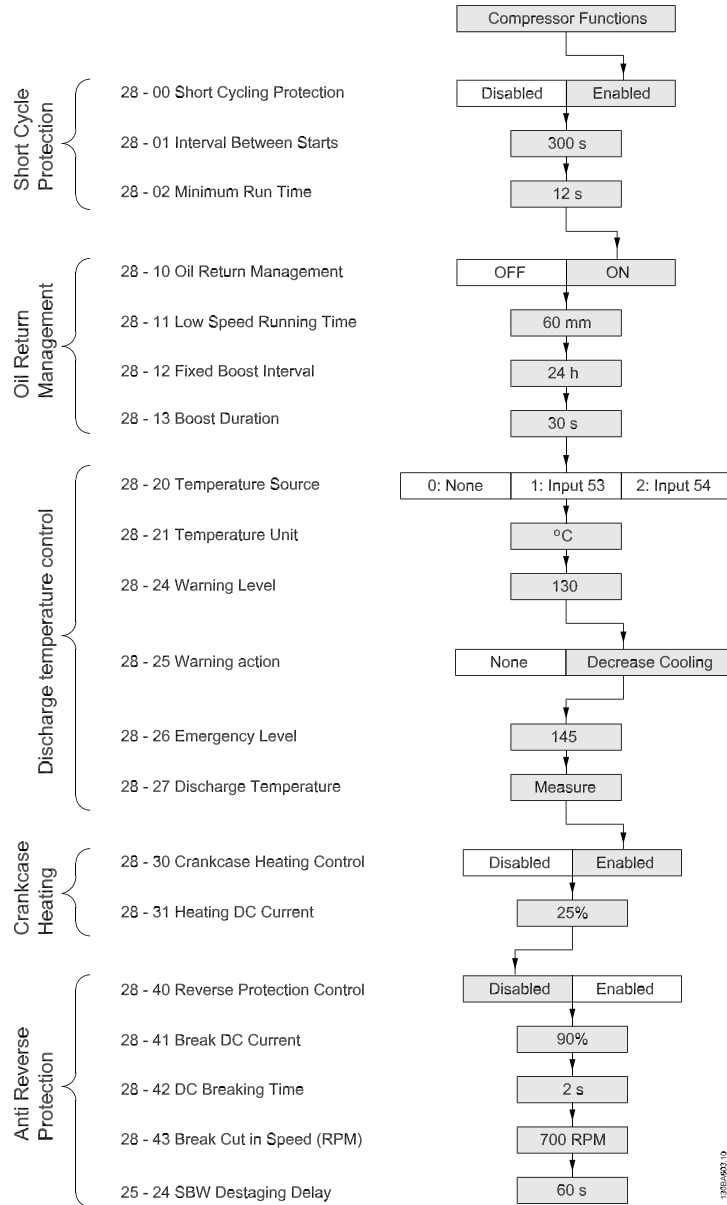 Compressor Functions
Short Cycle Protection
28 - 00 Short Cycling Protection Disabled Enabled
28 - 01 Interval Between Starts 300 s
28 - 02 Minimum Run Time 12 s
Oil Return Management
28 - 10 Oil Return Management OFF ON
28 - 11 Low Speed Running Time 60 mm
28 - 12 Fixed Boost Interval 24 h
28 - 13 Boost Duration 30 s
Discharge temperature control
28 - 20 Temperature Source 0: None 1: Input 53 2: Input 54
28 - 21 Temperature Unit ºC
28 - 24 Warning Level 130
28 - 25 Warning action None Decrease Cooling
28 - 26 Emergency Level 145
28 - 27 Discharge Temperature Measure
Crankcase Heating
28 - 30 Crankcase Heating Control Disabled Enabled
28 - 31 Heating DC Current 25%
Anti Reverse Protection
28 - 40 Reverse Protection Control Disabled Enabled
28 - 41 Break DC Current 90%
28 - 42 DC Breaking Time 2 s
28 - 43 Break Cut in Speed (RPM) 700 RPM
25 - 24 SBW Destaging Delay 60 s